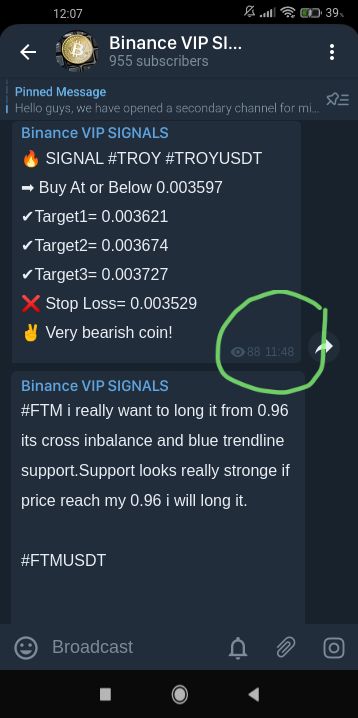 12:07
39%
Binance VIP SI...
955 subscribers
Pinned Message
Hello guys, we have opened a secondary channel for mi...
Binance VIP SIGNALS
🔥 SIGNAL #TROY #TROYUSDT
➡ Buy At or Below 0.003597
✔Target1= 0.003621
✔Target2= 0.003674
✔Target3= 0.003727
❌ Stop Loss= 0.003529
✌ Very bearish coin!
88 11:48
Binance VIP SIGNALS
#FTM i really want to long it from 0.96
its cross inbalance and blue trendline
support.Support looks really stronge if
price reach my 0.96 i will long it.
#FTMUSDT
Broadcast